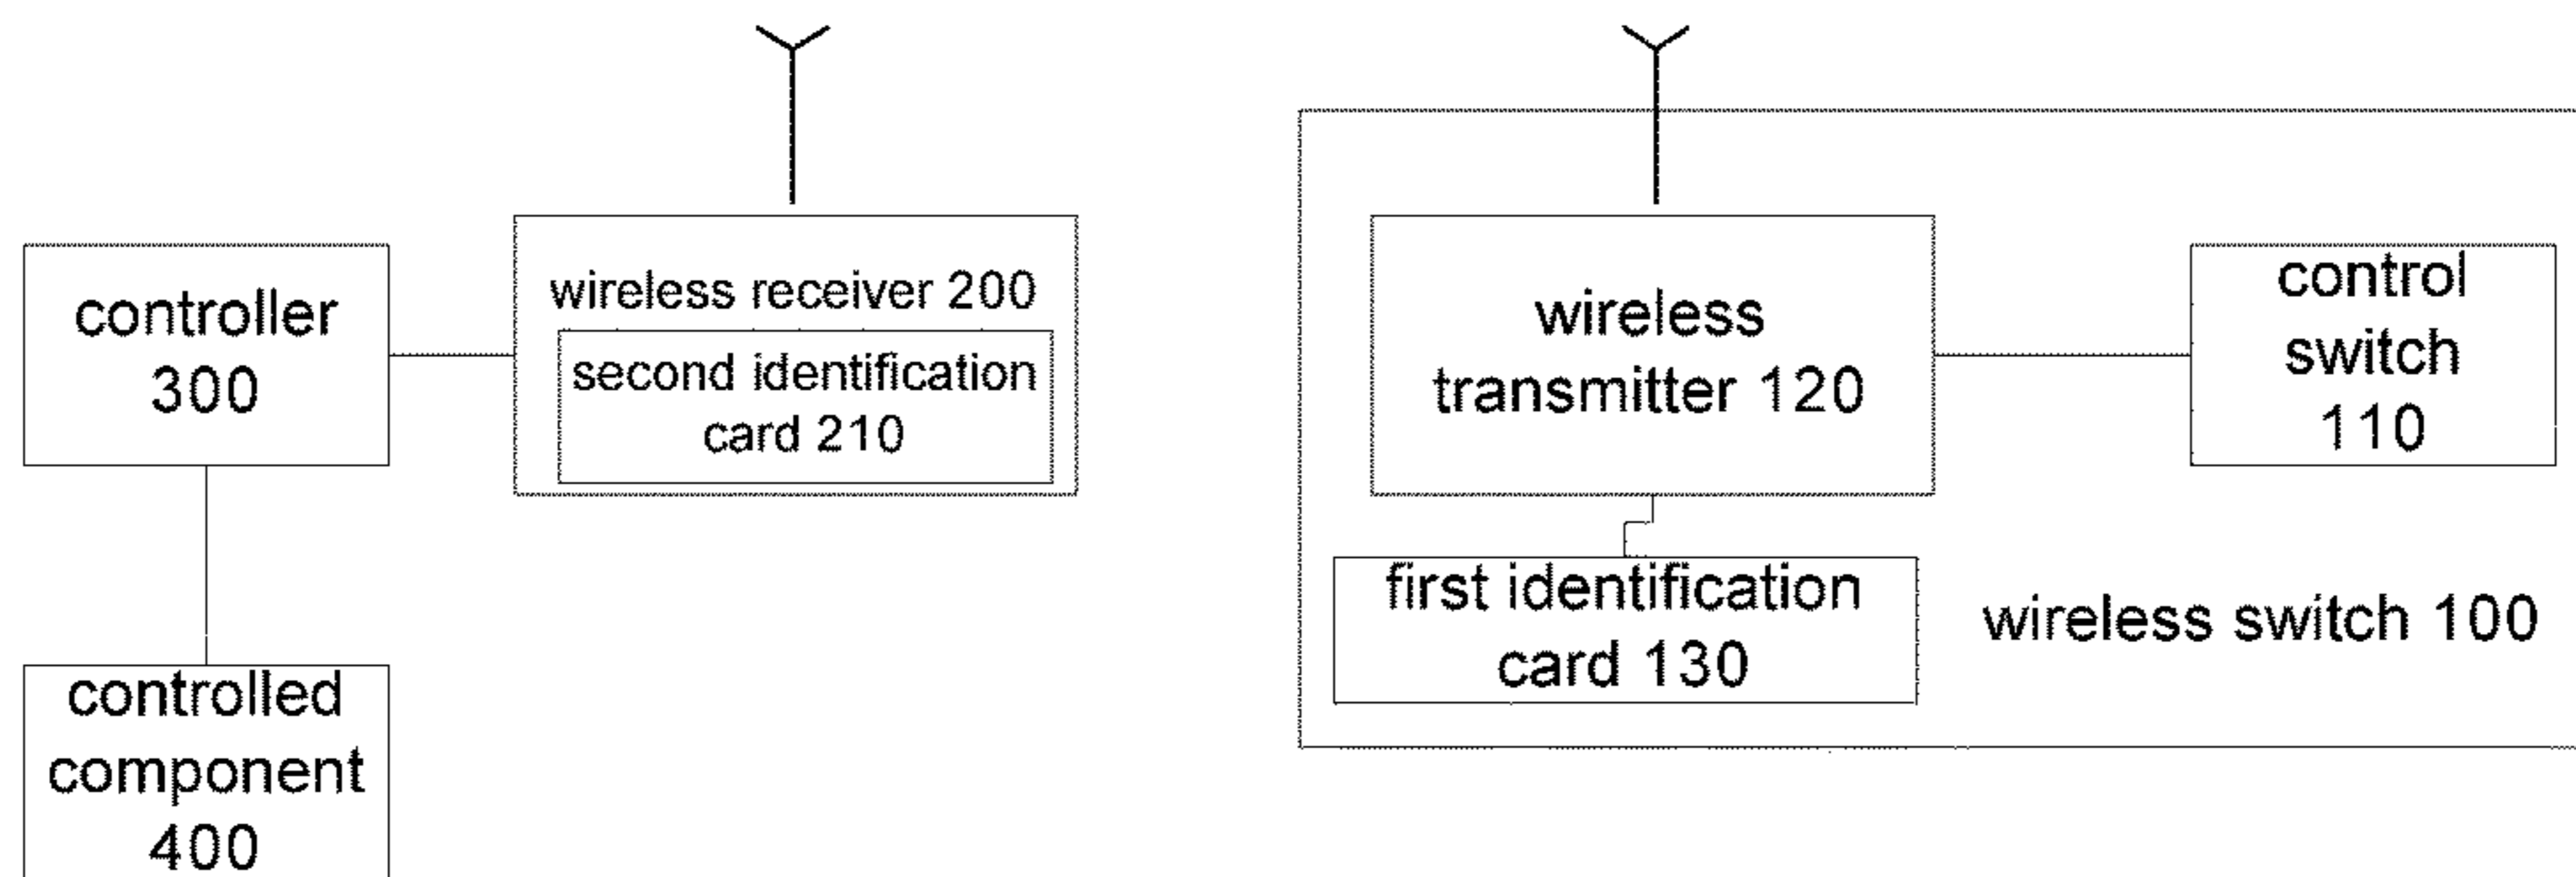 controller
300
wireless receiver 200
second identification
card 210
wireless
transmitter 120
control
switch
110
first identification
card 130
wireless switch 100
controlled
component
400